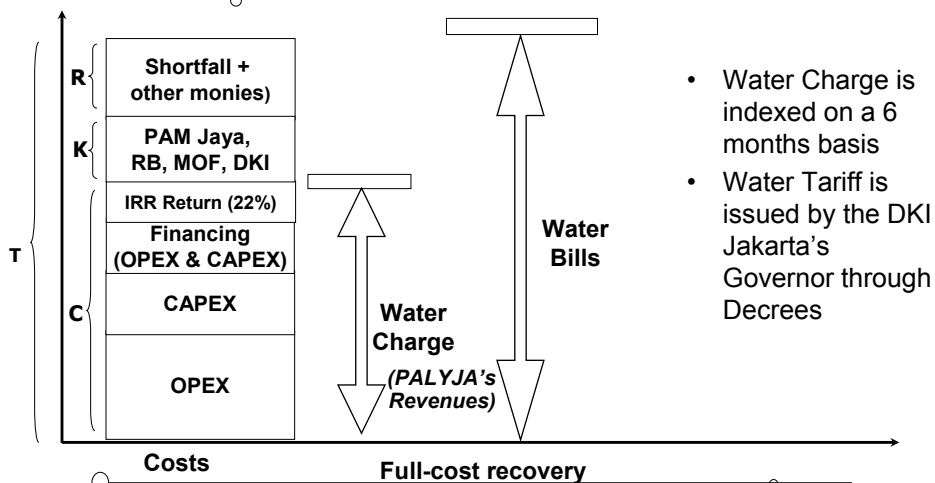 T
R
K
C
Shortfall +
other monies)
PAM Jaya,
RB, MOF, DKI
IRR Return (22%)
Financing
(OPEX & CAPEX)
CAPEX
OPEX
Water
Charge
(PALYJA's
Revenues)
Water
Bills
• Water Charge is
indexed on a 6
months basis
• Water Tariff is
issued by the DKI
Jakarta's
Governor through
Decrees
Costs
Full-cost recovery